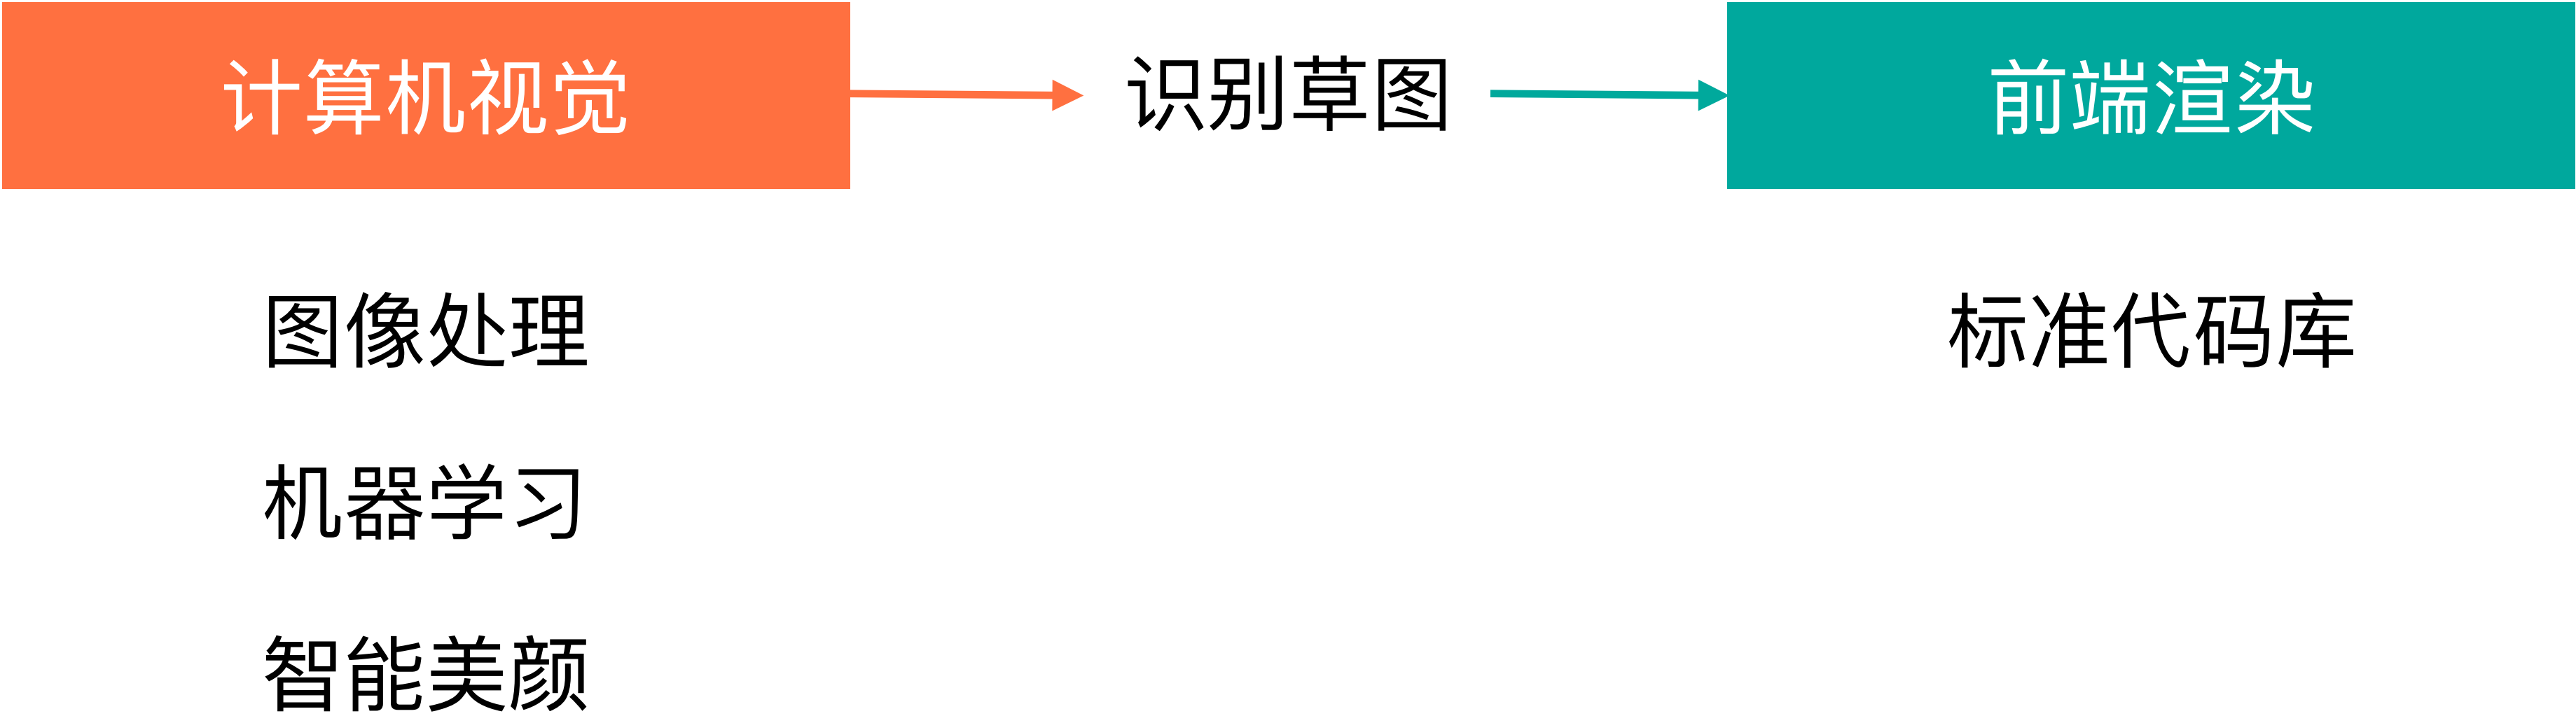 计算机视觉
识别草图
前端渲染
图像处理
标准代码库
机器学习
智能美颜